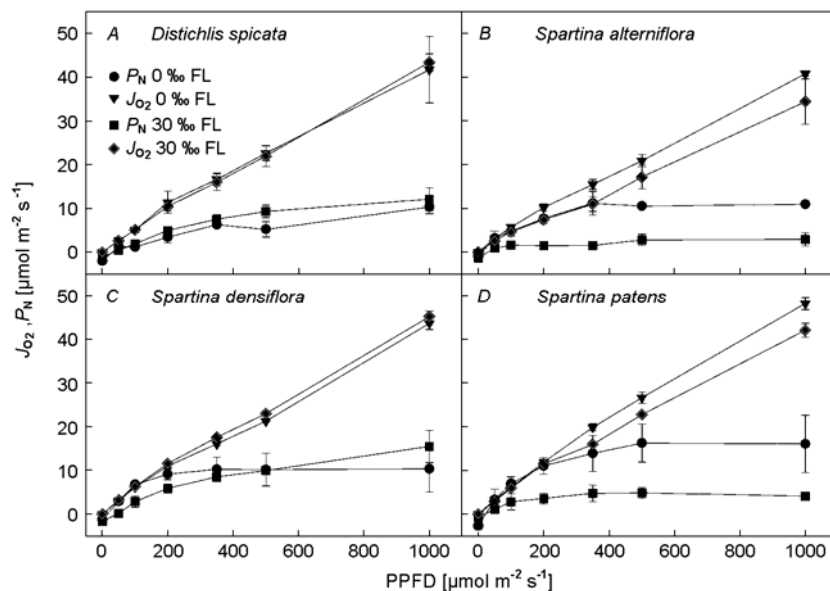 A Distichlis spicata
B Spartina alterniflora
● P_N 0 ‰ FL
▼ J_O2 0 ‰ FL
■ P_N 30 ‰ FL
◆ J_O2 30 ‰ FL
50
40
30
20
10
0
C Spartina densiflora
D Spartina patens
50
40
30
20
10
0
0 200 400 600 800 1000 0 200 400 600 800 1000
J_O2 ,P_N [µmol m⁻² s⁻¹]
PPFD [µmol m⁻² s⁻¹]